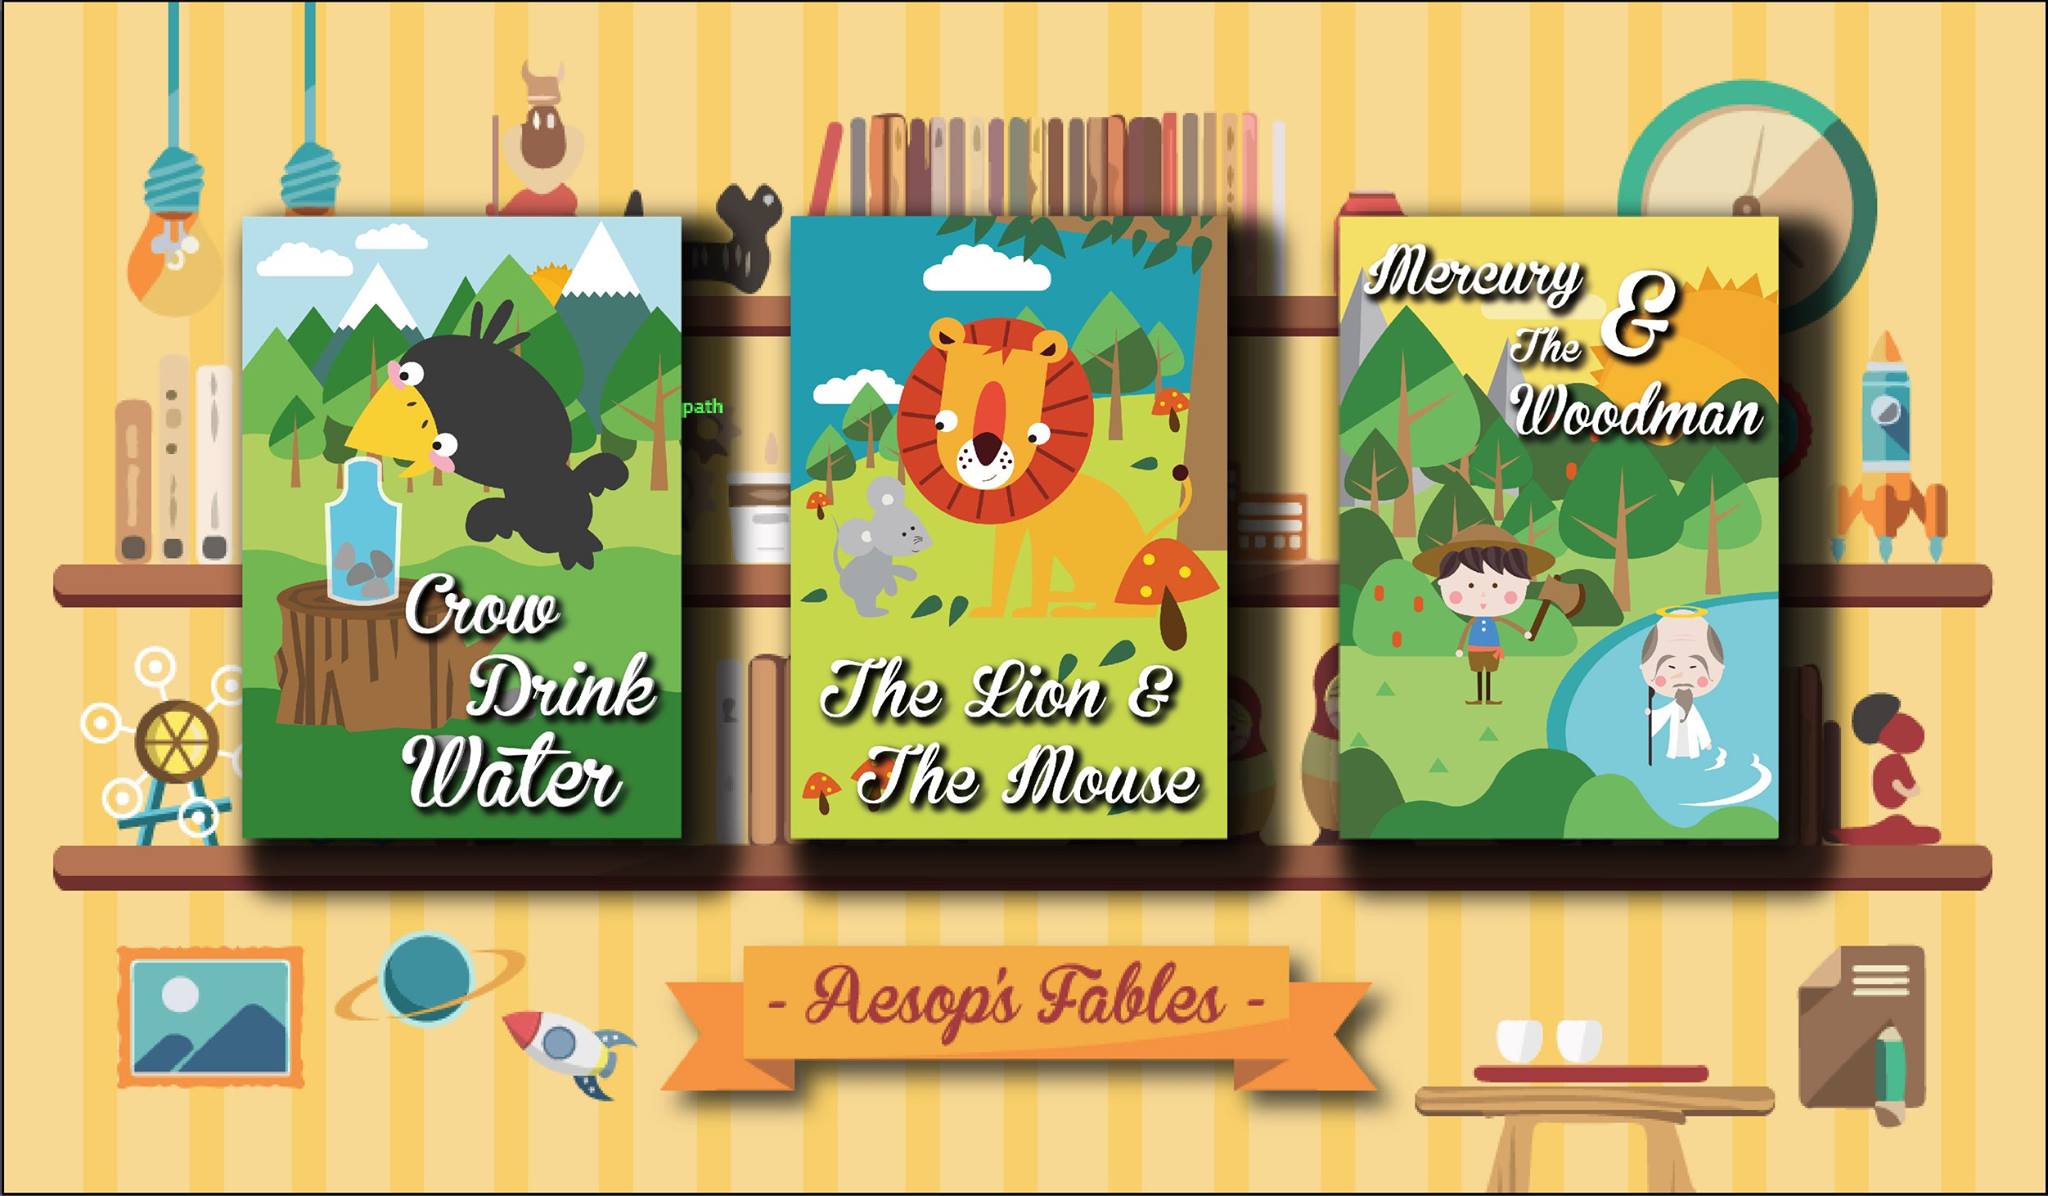 Crow
Drink
Water
path
The Lion &
The Mouse
Mercury &
The
Woodman
- Aesop's Fables -